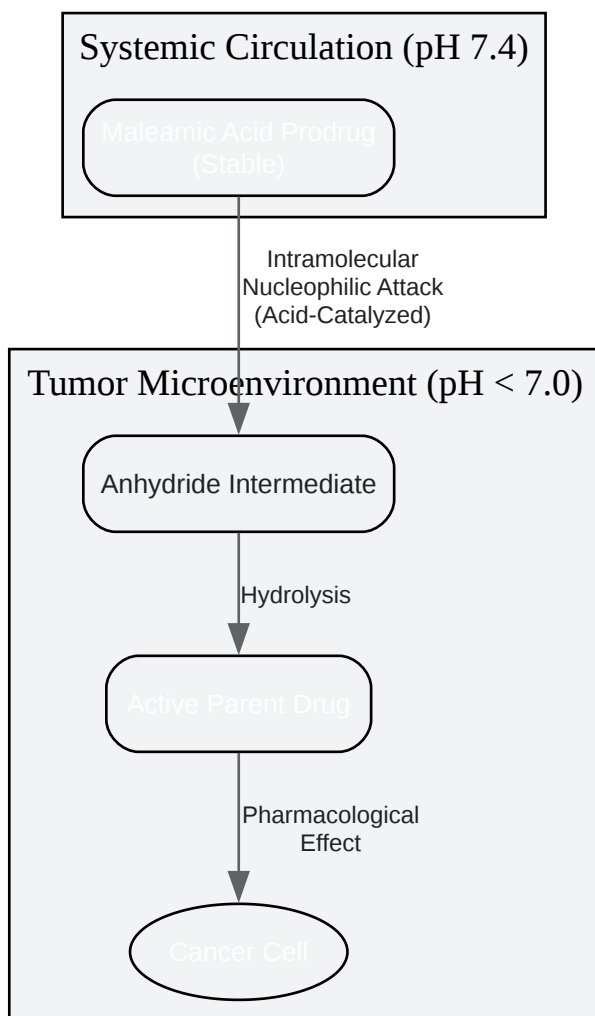 Systemic Circulation (pH 7.4)
Maleamic Acid Prodrug
(Stable)
Intramolecular
Nucleophilic Attack
(Acid-Catalyzed)
Tumor Microenvironment (pH < 7.0)
Anhydride Intermediate
Hydrolysis
Active Parent Drug
Pharmacological
Effect
Cancer Cell